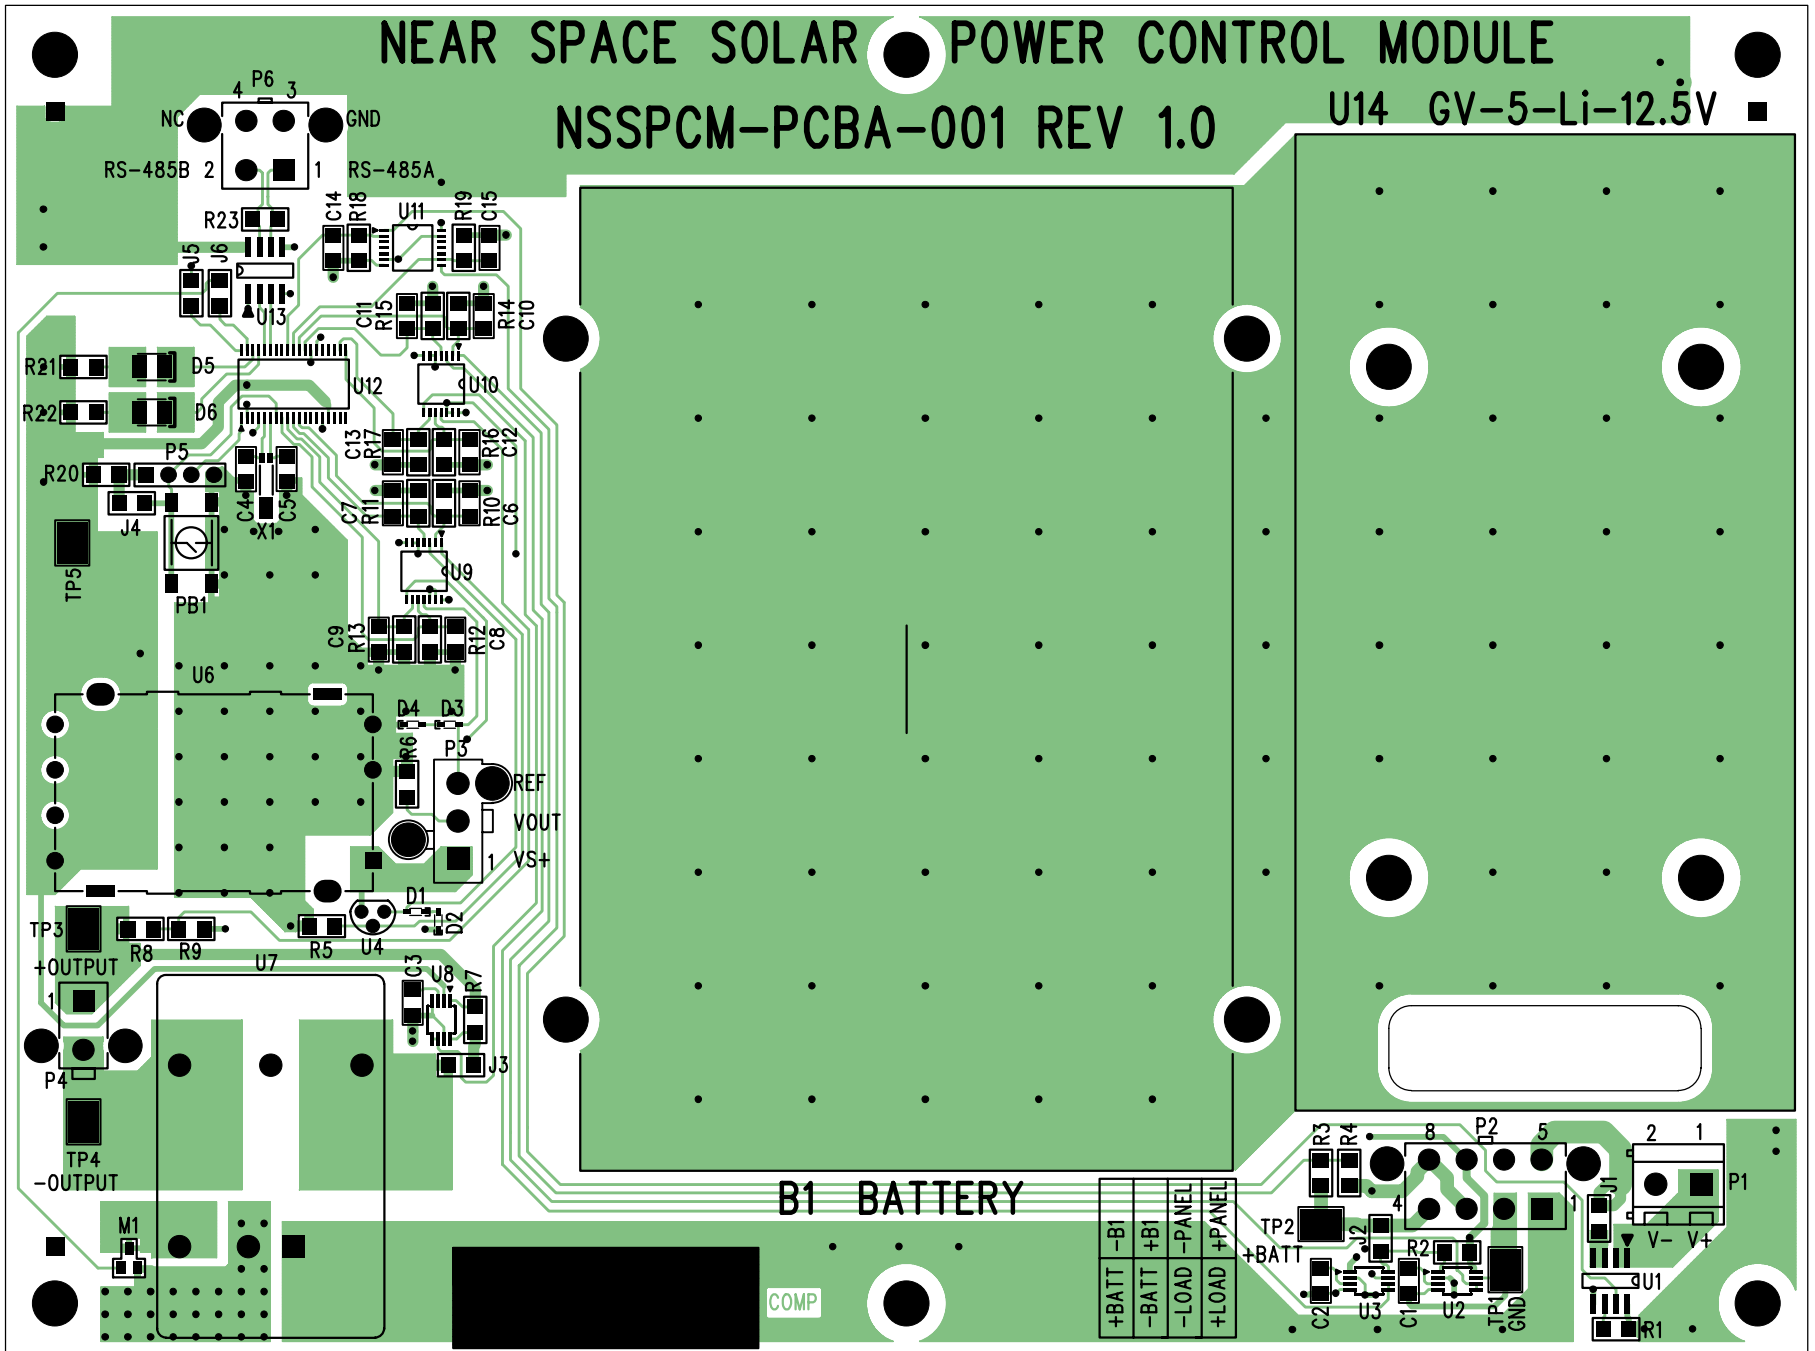 NEAR SPACE SOLAR POWER CONTROL MODULE
NSSPCM-PCBA-001 REV 1.0
U14 GV-5-Li-12.5V
P6
4 3
NC GND
RS-485B 2 1 RS-485A
R23
C14 R18 U11 R19 C15
J5 J6
U13
C11 R15 R14 C10
R21 D5
U12 U10
R22 D6
P5
R20
C13 R17 R16 C12
J4
C4 X1 C5
C7 R11 R10 C6
TP5
PB1
U9
C9 R13 R12 C8
U6
D4 D3
R6 P3
REF
VOUT
1 VS+
D1
D2
TP3
R8 R9 R5 U4
+OUTPUT U7
C3 U8 R7
1
J3
P4
TP4
-OUTPUT
M1
B1 BATTERY
COMP
-B1 +B1 -PANEL +PANEL
+BATT -BATT -LOAD +LOAD
R3 R4 8 P2 5
4 1
TP2
+BATT
J2 R2
C2 U3 C1 U2 TP1
GND
J1
2 1
P1
V- V+
U1
R1